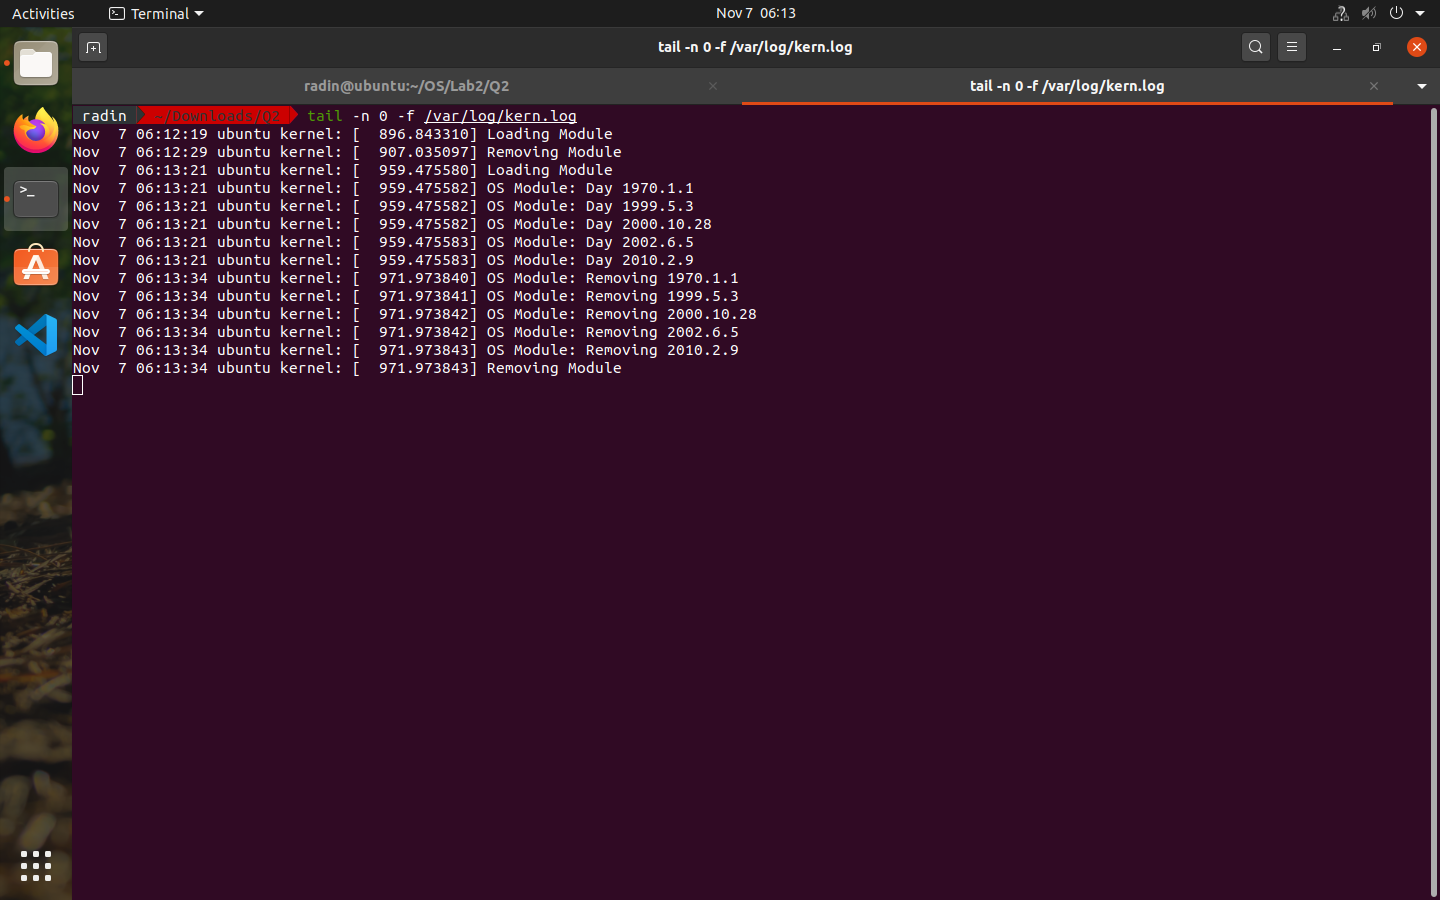 Activities
Terminal
Nov 7 06:13
tail -n 0 -f /var/log/kern.log
radin@ubuntu:~/OS/Lab2/Q2
tail -n 0 -f /var/log/kern.log
radin ~/Downloads/Q2 tail -n 0 -f /var/log/kern.log
Nov  7 06:12:19 ubuntu kernel: [  896.843310] Loading Module
Nov  7 06:12:29 ubuntu kernel: [  907.035097] Removing Module
Nov  7 06:13:21 ubuntu kernel: [  959.475580] Loading Module
Nov  7 06:13:21 ubuntu kernel: [  959.475582] OS Module: Day 1970.1.1
Nov  7 06:13:21 ubuntu kernel: [  959.475582] OS Module: Day 1999.5.3
Nov  7 06:13:21 ubuntu kernel: [  959.475582] OS Module: Day 2000.10.28
Nov  7 06:13:21 ubuntu kernel: [  959.475583] OS Module: Day 2002.6.5
Nov  7 06:13:21 ubuntu kernel: [  959.475583] OS Module: Day 2010.2.9
Nov  7 06:13:34 ubuntu kernel: [  971.973840] OS Module: Removing 1970.1.1
Nov  7 06:13:34 ubuntu kernel: [  971.973841] OS Module: Removing 1999.5.3
Nov  7 06:13:34 ubuntu kernel: [  971.973842] OS Module: Removing 2000.10.28
Nov  7 06:13:34 ubuntu kernel: [  971.973842] OS Module: Removing 2002.6.5
Nov  7 06:13:34 ubuntu kernel: [  971.973843] OS Module: Removing 2010.2.9
Nov  7 06:13:34 ubuntu kernel: [  971.973843] Removing Module